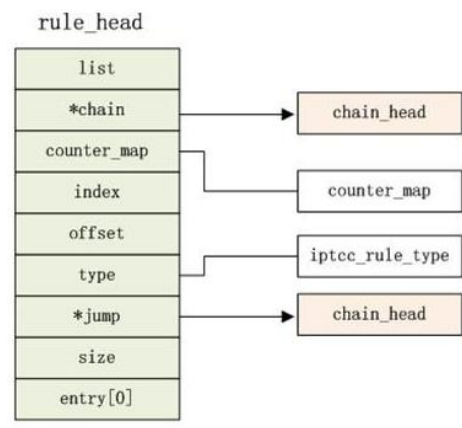 rule_head
list
*chain
counter_map
index
offset
type
*jump
size
entry[0]
chain_head
counter_map
iptcc_rule_type
chain_head